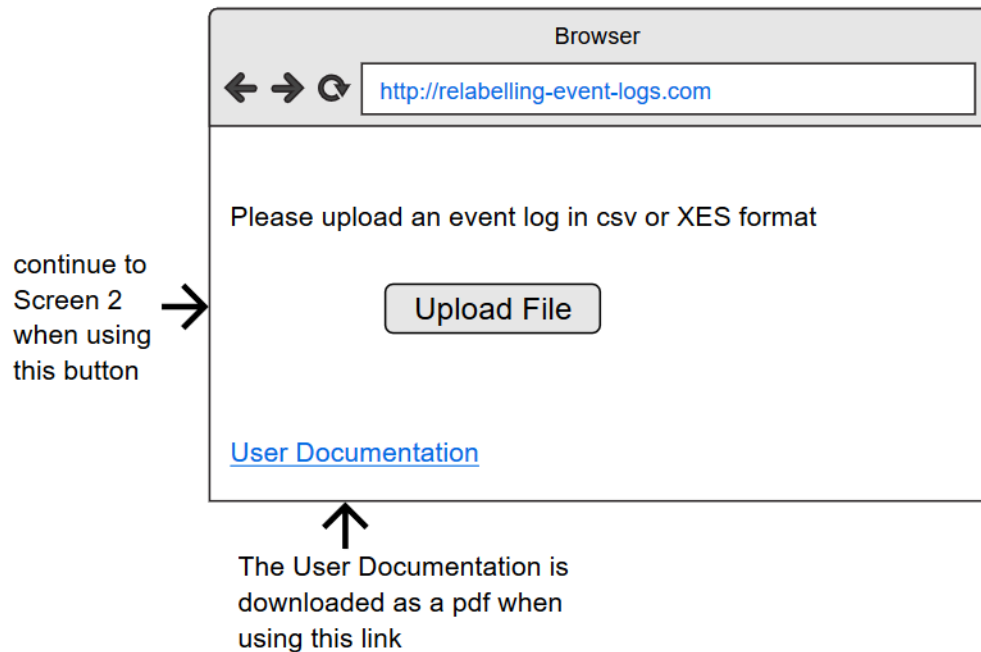 Browser
http://relabelling-event-logs.com
Please upload an event log in csv or XES format
continue to
Screen 2
when using
this button
Upload File
User Documentation
The User Documentation is
downloaded as a pdf when
using this link